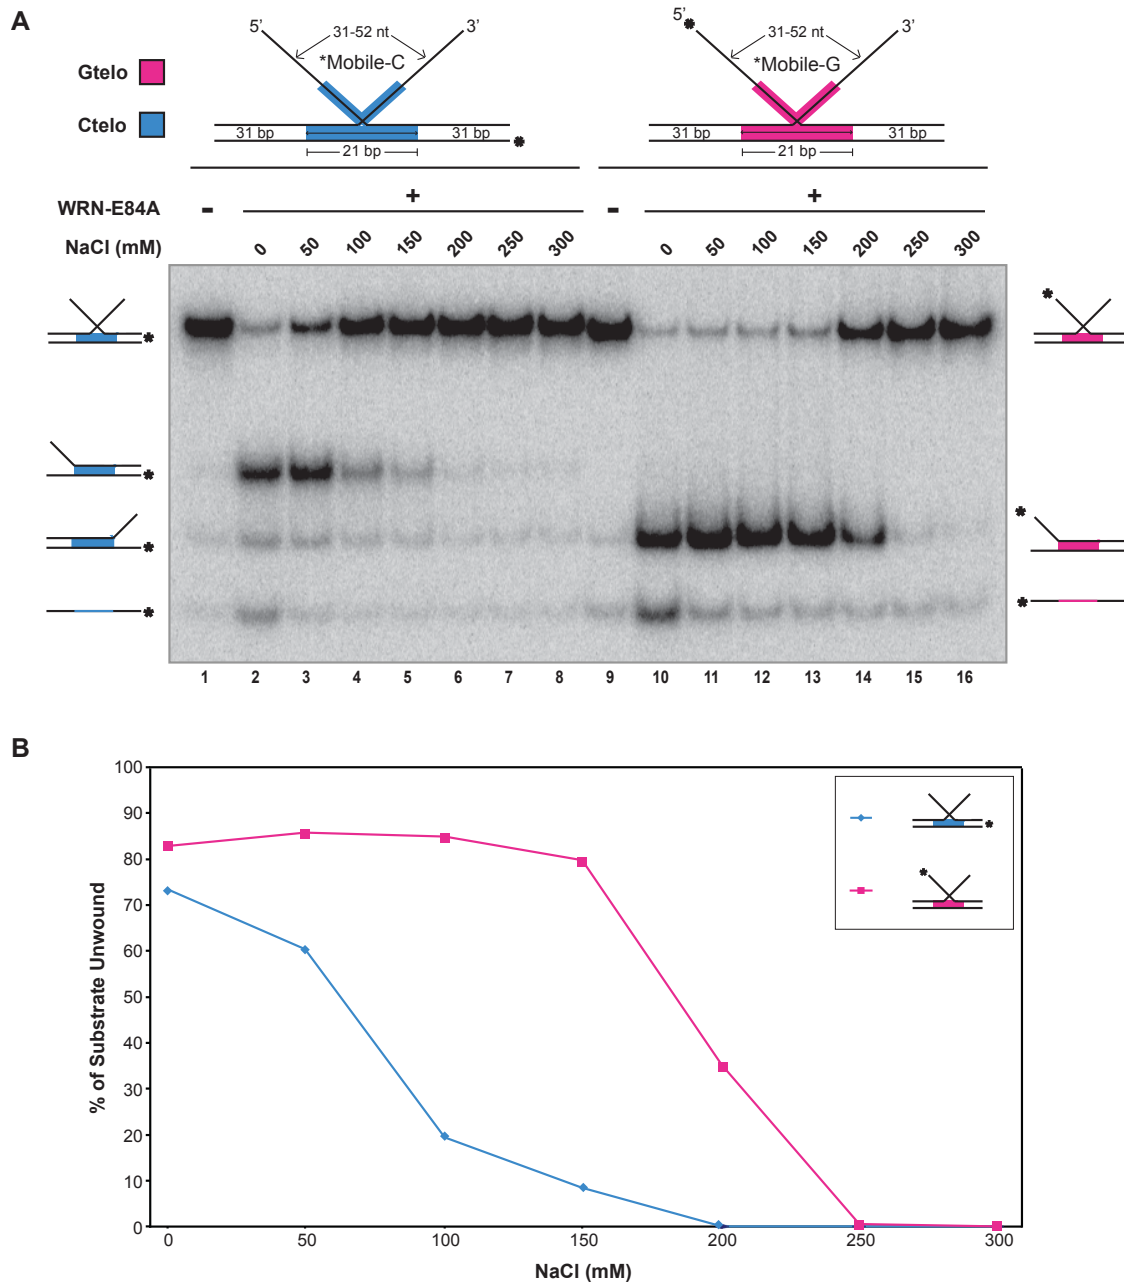 A
5’ 3’ 5’ 3’
31-52 nt 31-52 nt
*Mobile-C *Mobile-G
Gtelo
Ctelo
31 bp 31 bp 31 bp 31 bp
21 bp 21 bp
WRN-E84A - + - +
NaCl (mM) 0 50 100 150 200 250 300 0 50 100 150 200 250 300
1 2 3 4 5 6 7 8 9 10 11 12 13 14 15 16
B
100
90
80
70
60
50
40
30
20
10
0
% of Substrate Unwound
0 50 100 150 200 250 300
NaCl (mM)